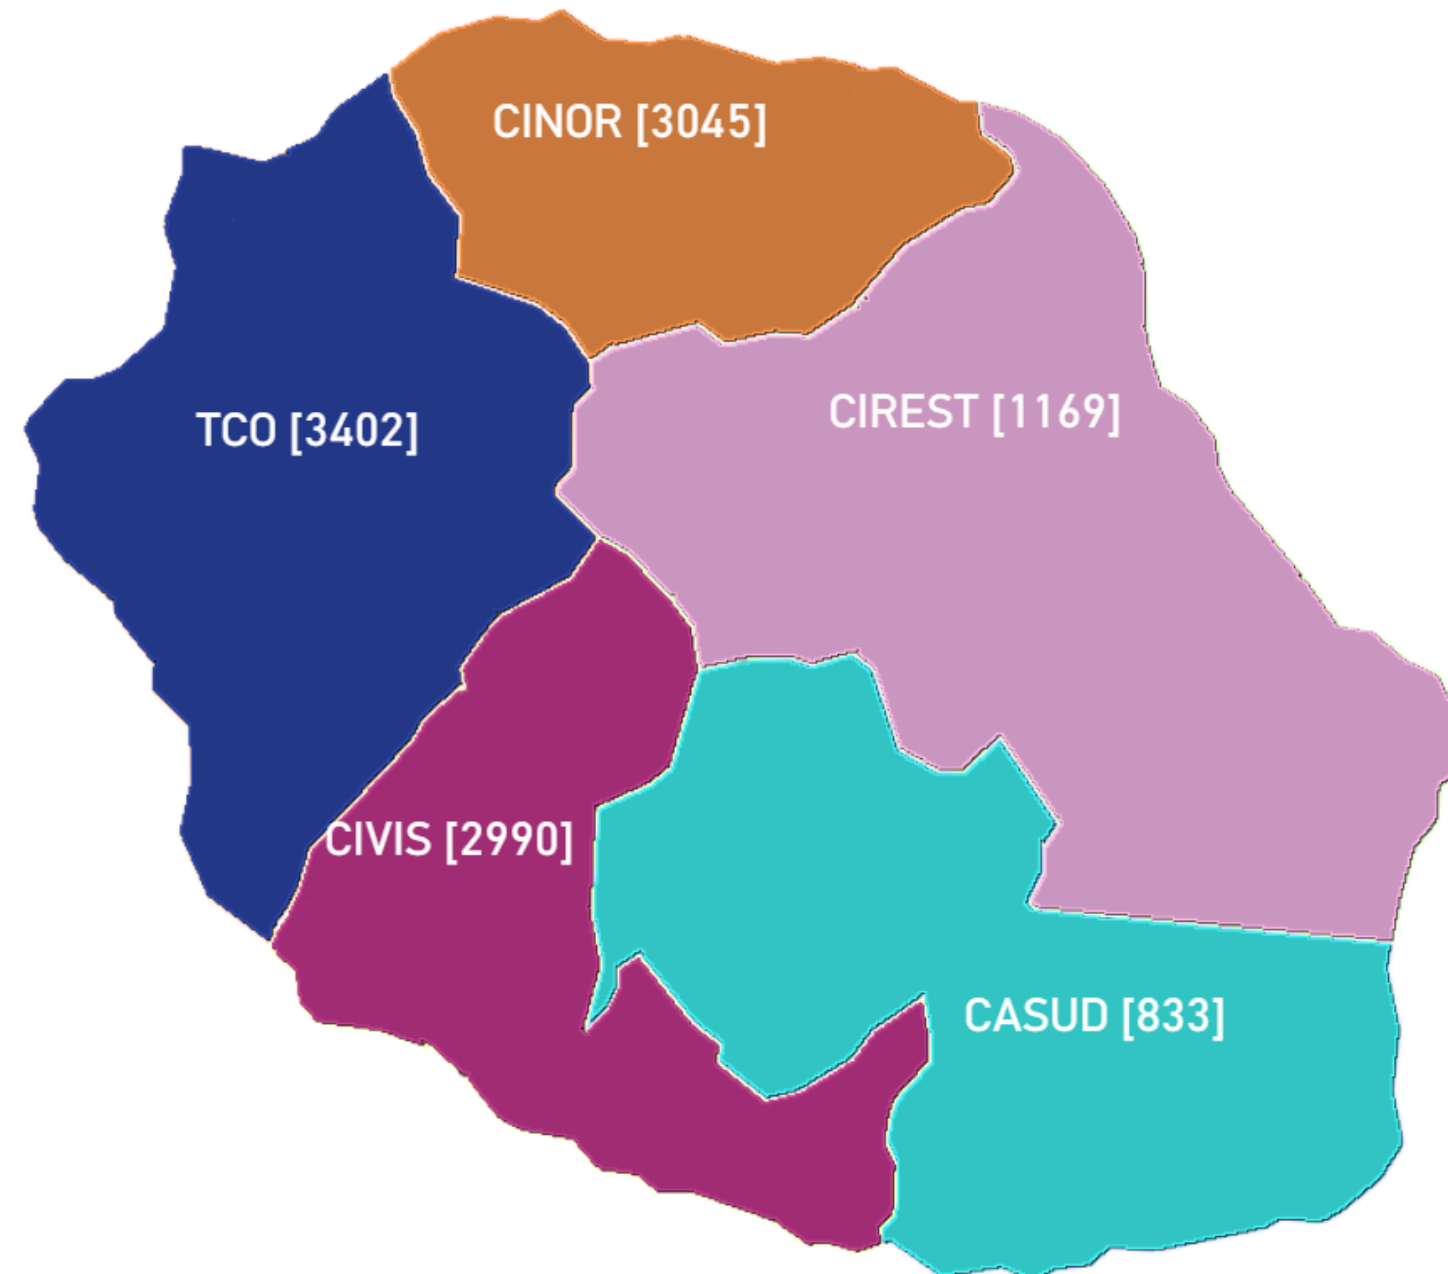 CINOR [3045]
CIREST [1169]
TCO [3402]
CIVIS [2990]
CASUD [833]